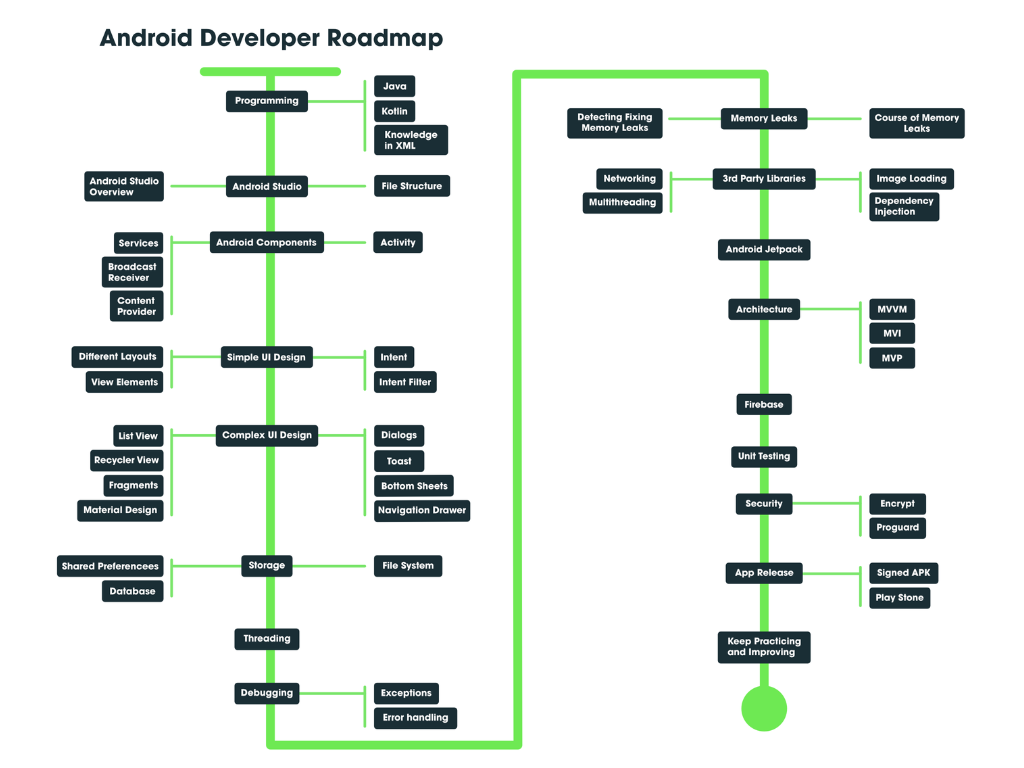 Android Developer Roadmap
Programming
Java
Kotlin
Knowledge
in XML
Android Studio
Overview
Android Studio
File Structure
Services
Broadcast
Receiver
Content
Provider
Android Components
Activity
Different Layouts
View Elements
Simple UI Design
Intent
Intent Filter
List View
Recycler View
Fragments
Material Design
Complex UI Design
Dialogs
Toast
Bottom Sheets
Navigation Drawer
Shared Preferencees
Database
Storage
File System
Threading
Debugging
Exceptions
Error handling
Detecting Fixing
Memory Leaks
Memory Leaks
Course of Memory
Leaks
Networking
Multithreading
3rd Party Libraries
Image Loading
Dependency
Injection
Android Jetpack
Architecture
MVVM
MVI
MVP
Firebase
Unit Testing
Security
Encrypt
Proguard
App Release
Signed APK
Play Stone
Keep Practicing
and Improving